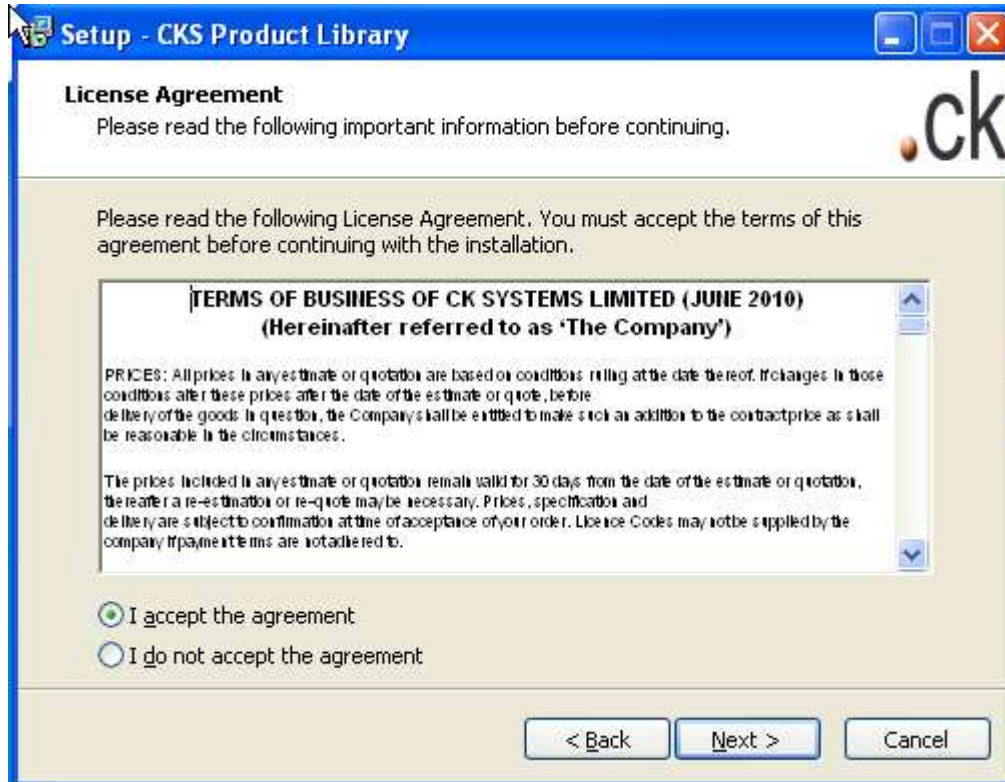 Setup - CKS Product Library
License Agreement
Please read the following important information before continuing.
.ck
Please read the following License Agreement. You must accept the terms of this
agreement before continuing with the installation.
TERMS OF BUSINESS OF CK SYSTEMS LIMITED (JUNE 2010)
(Hereinafter referred to as ‘The Company’)
PRICES: All prices in any estimate or quotation are based on conditions ruling at the date thereof. If changes in those
conditions alter these prices after the date of the estimate or quote, before
delivery of the goods in question, the Company shall be entitled to make such an addition to the contract price as shall
be reasonable in the circumstances.
The prices included in any estimate or quotation remain valid for 30 days from the date of the estimate or quotation,
thereafter a re-estimation or re-quote may be necessary. Prices, specification and
delivery are subject to confirmation at time of acceptance of your order. Licence Codes may not be supplied by the
company if payment terms are not adhered to.
I accept the agreement
I do not accept the agreement
< Back
Next >
Cancel